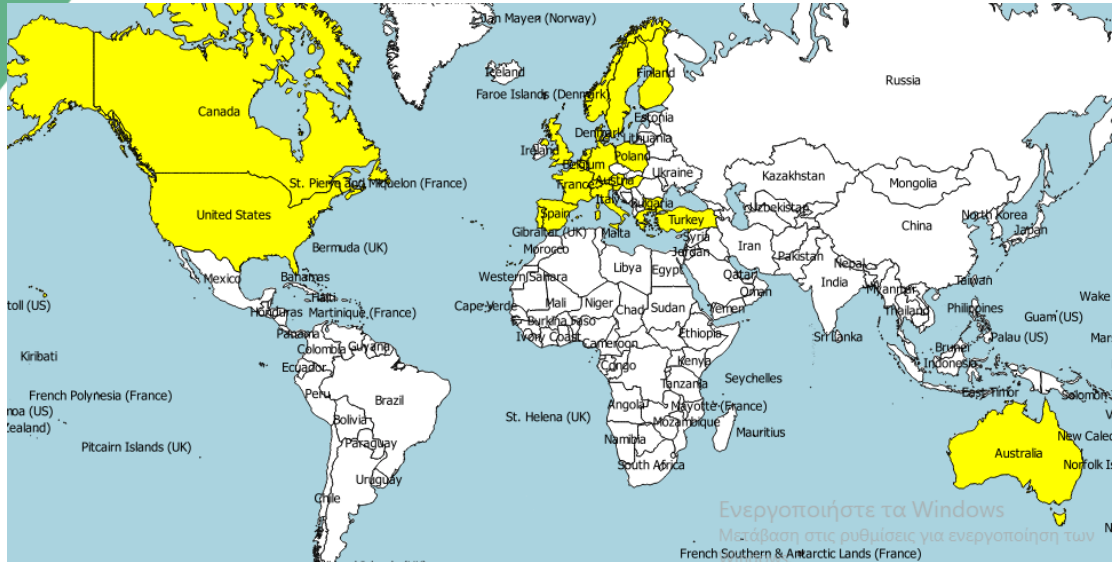 Jan Mayen (Norway)
Iceland
Finland
Russia
Faroe Islands (Denmark)
Canada
Estonia
Denmark
Lithuania
Ireland
Poland
Belgium
Ukraine
Kazakhstan
St. Pierre and Miquelon (France)
France
Austria
Mongolia
Italy
Bulgaria
Uzbekistan
United States
Spain
Turkey
North Korea
China
Japan
Gibraltar (UK)
Malta
Syria
Bermuda (UK)
Morocco
Jordan
Iran
Pakistan
Nepal
Libya
Egypt
Mexico
Bahamas
Western Sahara
Qatar
India
Taiwan
Oman
Myanmar
Haiti
toll (US)
Cape Verde
Mali
Niger
Chad
Sudan
Yemen
Wake
Honduras
Martinique (France)
Thailand
Philippines
Guam (US)
Burkina Faso
Panama
Ivory Coast
Ethiopia
Sri Lanka
Palau (US)
Mars
Colombia
Guyana
Cameroon
Brunei
Kiribati
Ecuador
Congo
Kenya
Indonesia
Tanzania
Seychelles
French Polynesia (France)
Peru
Brazil
East Timor
Solomon
moa (US)
St. Helena (UK)
Angola
Mayotte (France)
Bolivia
Mozambique
Zealand)
Mauritius
New Caled
Pitcairn Islands (UK)
Paraguay
Namibia
Australia
South Africa
Norfolk Is
Uruguay
Chile
Ενεργοποιήστε τα Windows
Μετάβαση στις ρυθμίσεις για ενεργοποίηση των
French Southern & Antarctic Lands (France)